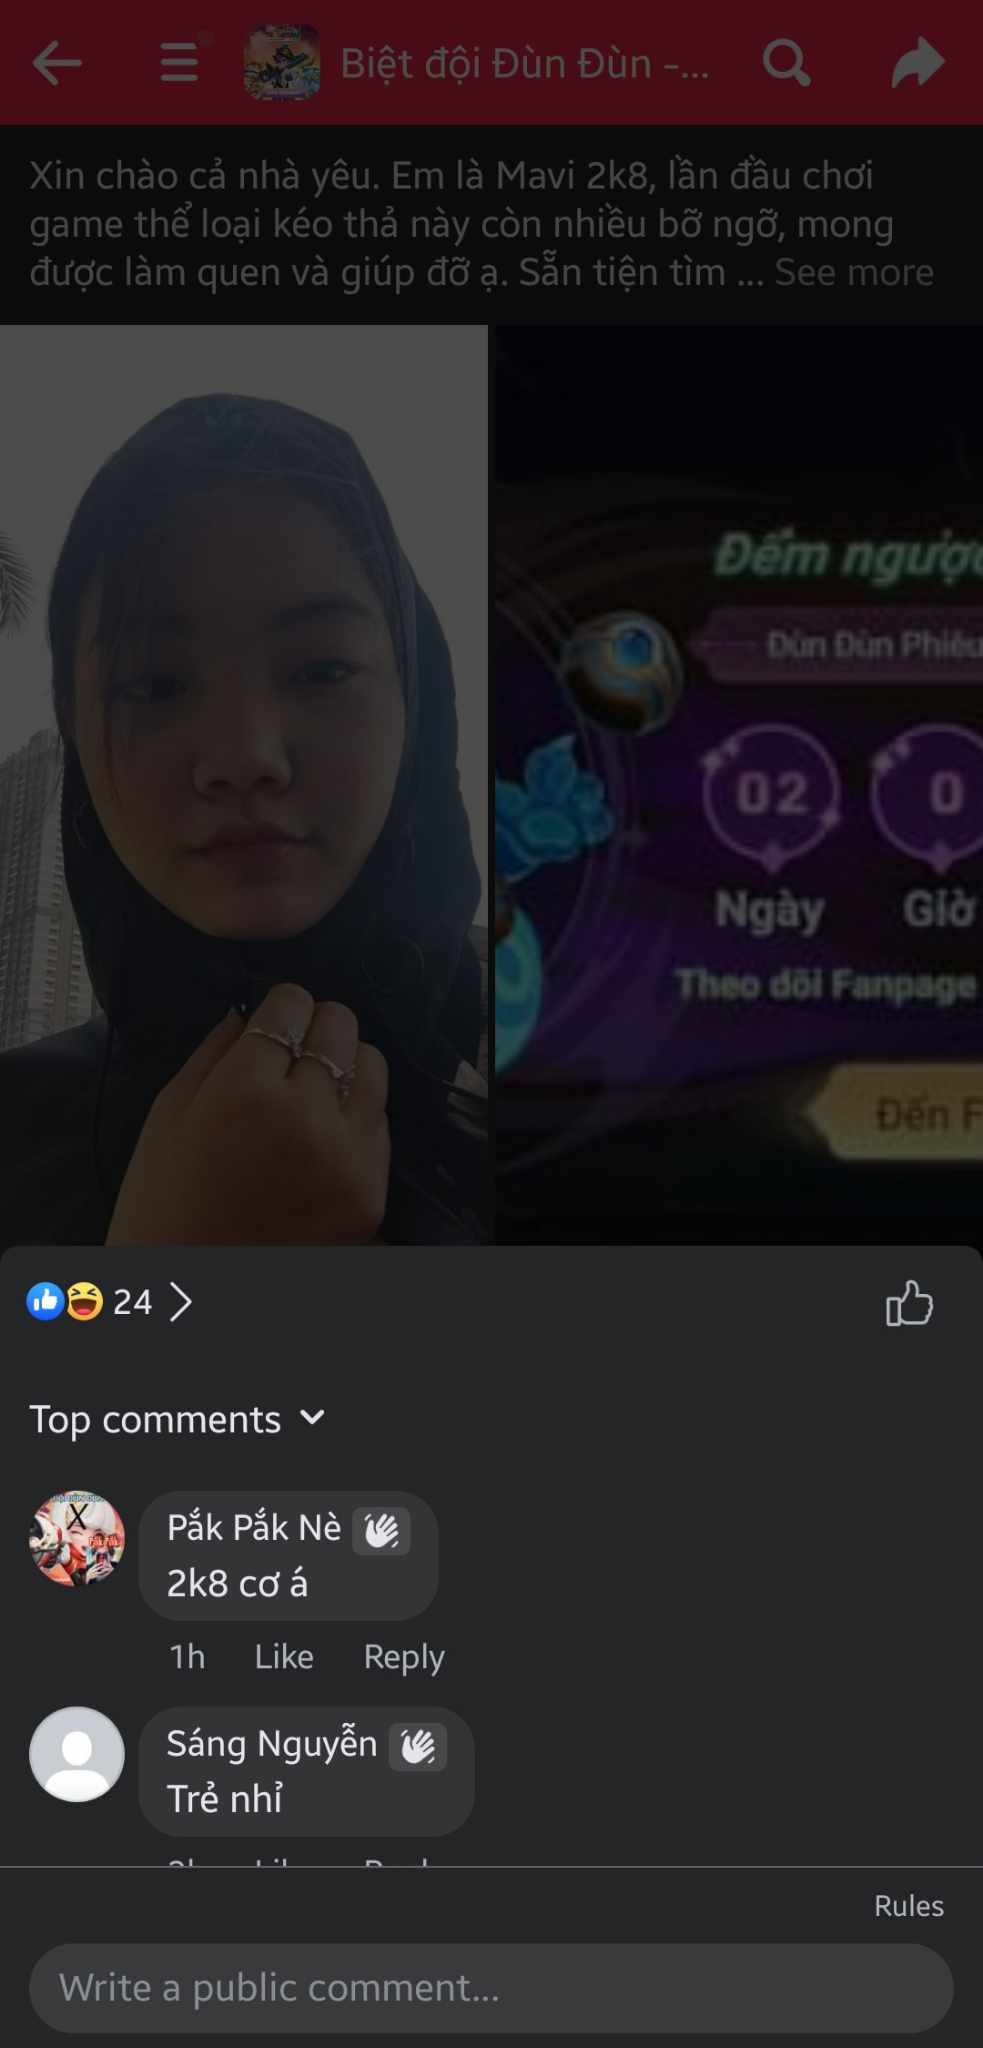 Biệt đội Đùn Đùn -...
Xin chào cả nhà yêu. Em là Mavi 2k8, lần đầu chơi
game thể loại kéo thả này còn nhiều bỡ ngỡ, mong
được làm quen và giúp đỡ ạ. Sẵn tiện tìm ... See more
Đếm ngược
Đùn Đùn Phiêu
02 0
Ngày Giờ
Theo dõi Fanpage
Đến F
24
Top comments
Pắk Pắk Nè
2k8 cơ á
1h Like Reply
Sáng Nguyễn
Trẻ nhỉ
Rules
Write a public comment...